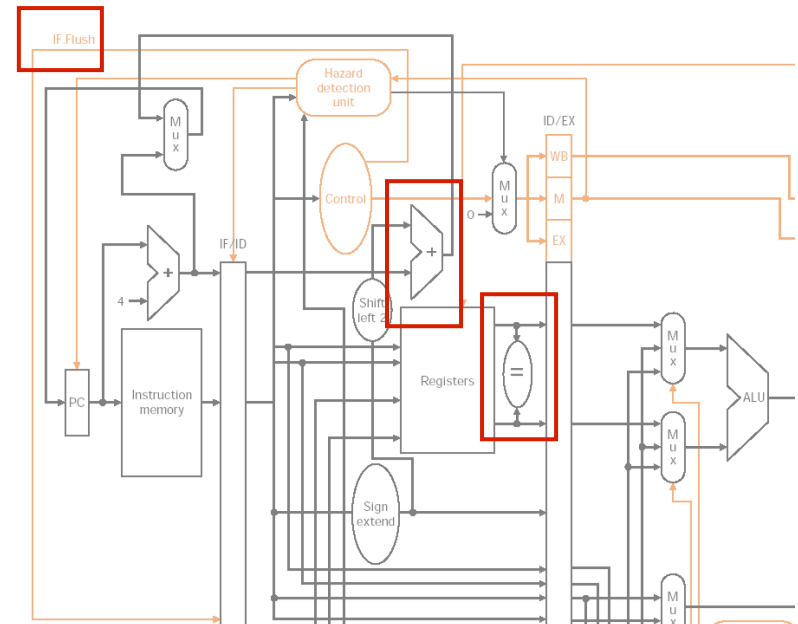 IF.Flush
Hazard
detection
unit
M
u
x
ID/EX
WB
Control
M
u
x
0
M
EX
IF/ID
+
+
4
Shift
left 2
M
u
x
PC
Instruction
memory
Registers
=
ALU
M
u
x
Sign
extend
M
u
x